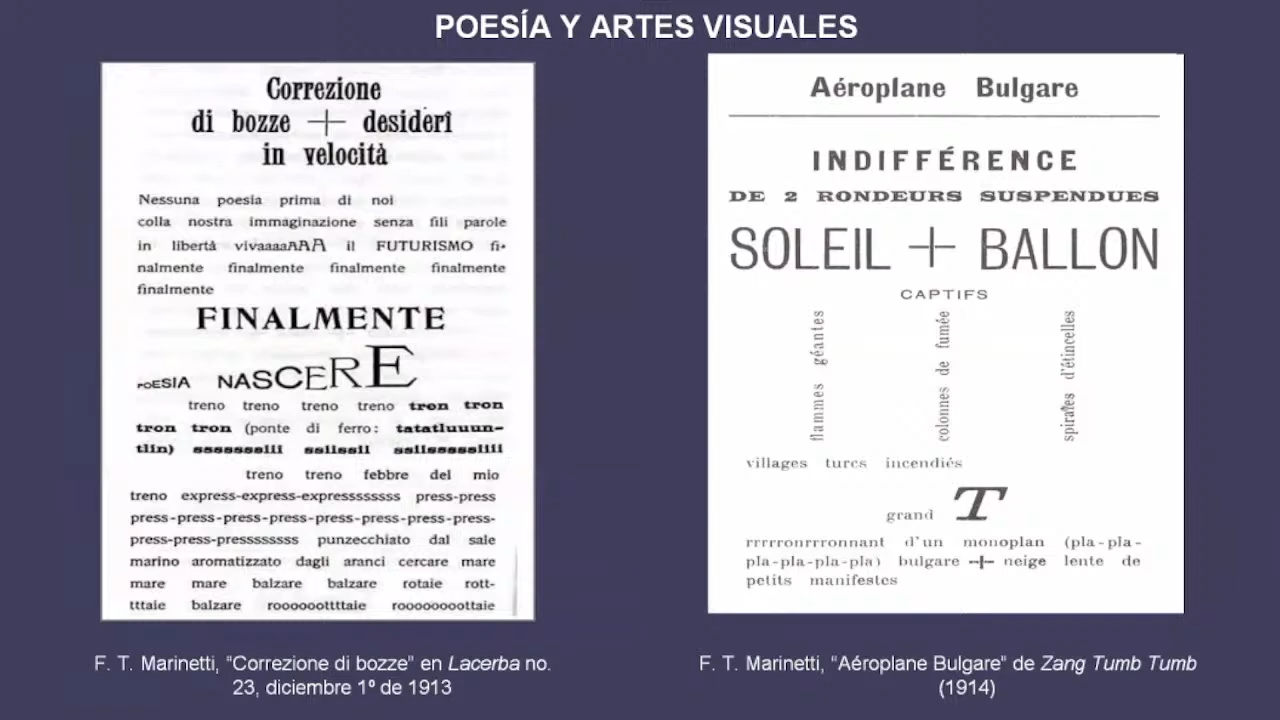 POESÍA Y ARTES VISUALES
Correzione
di bozze + desideri
in velocità
Nessuna poesia prima di noi
colla nostra immaginazione senza fili parole
in libertà vivaaaaAAA il FUTURISMO fi-
nalmente finalmente finalmente finalmente
finalmente
FINALMENTE
POESIA NASCERE
treno treno treno treno tron tron
tron tron (ponte di ferro: tatatluuun-
tlin) sssssssiii ssiissii ssiisssssiiii
treno treno febbre del mio
treno express-express-expressssssss press-press
press-press-press-press-press-press-press-press-
press-press-pressssssss punzecchiato dal sale
marino aromatizzato dagli aranci cercare mare
mare mare balzare balzare rotaie rott-
tttaie balzare rooooooттttaie rooooooooттaie
F. T. Marinetti, "Correzione di bozze" en Lacerba no.
23, diciembre 1º de 1913
Aéroplane Bulgare
INDIFFÉRENCE
DE 2 RONDEURS SUSPENDUES
SOLEIL + BALLON
CAPTIFS
flammes géantes
colonnes de fumée
spirales d'étincelles
villages turcs incendiés
grand T
rrrrronrrronnant d'un monoplan (pla-pla-
pla-pla-pla-pla) bulgare + neige lente de
petits manifestes
F. T. Marinetti, "Aéroplane Bulgare" de Zang Tumb Tumb
(1914)